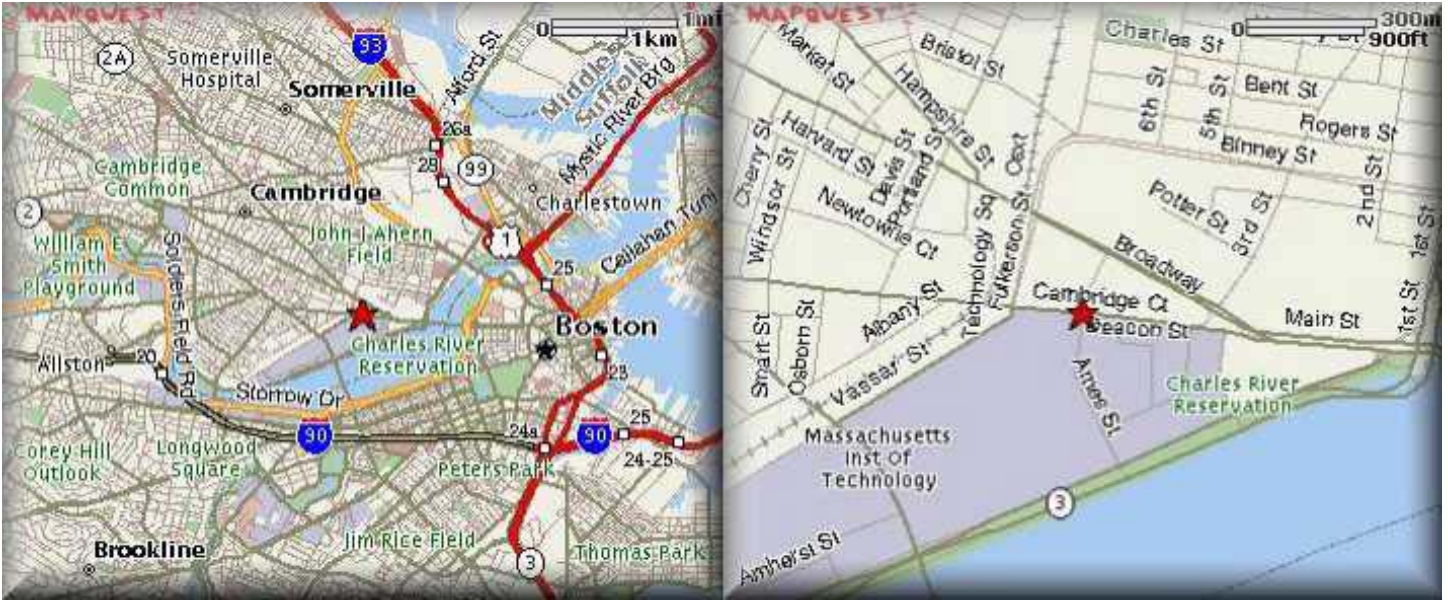 MAPQUEST
0 1mi
1km
93
2A
Somerville
Hospital
Alford St
Somerville
Middle
Suffolk
Mystic River Brg
26a
28
99
Cambridge
Common
Cambridge
Charlestown
2
John J Ahern
Field
1
Callahan Tun
William E
Smith
Playground
Soldiers Field Rd
25
Boston
Charles River
Reservation
Allston
20
23
Storrow Dr
90
24a
90
25
24-25
Corey Hill
Outlook
Longwood
Square
Peters Park
Brookline
Jim Rice Field
3
Thomas Park
MAPQUEST
0 300m
900ft
Market St
Bristol St
Charles St
Hampshire St
6th St
5th St
Bent St
Rogers St
Binney St
Cherry St
Windsor St
Harvard St
Davis St
Portland St
Newtowne Ct
Potter St
3rd St
2nd St
1st St
Technology Sq
Fulkerson St
Broadway
Albany St
Cambridge Ct
Deacon St
Main St
1st St
Smart St
Osborn St
Vassar St
Ames St
Charles River
Reservation
Massachusetts
Inst Of
Technology
3
Amherst St